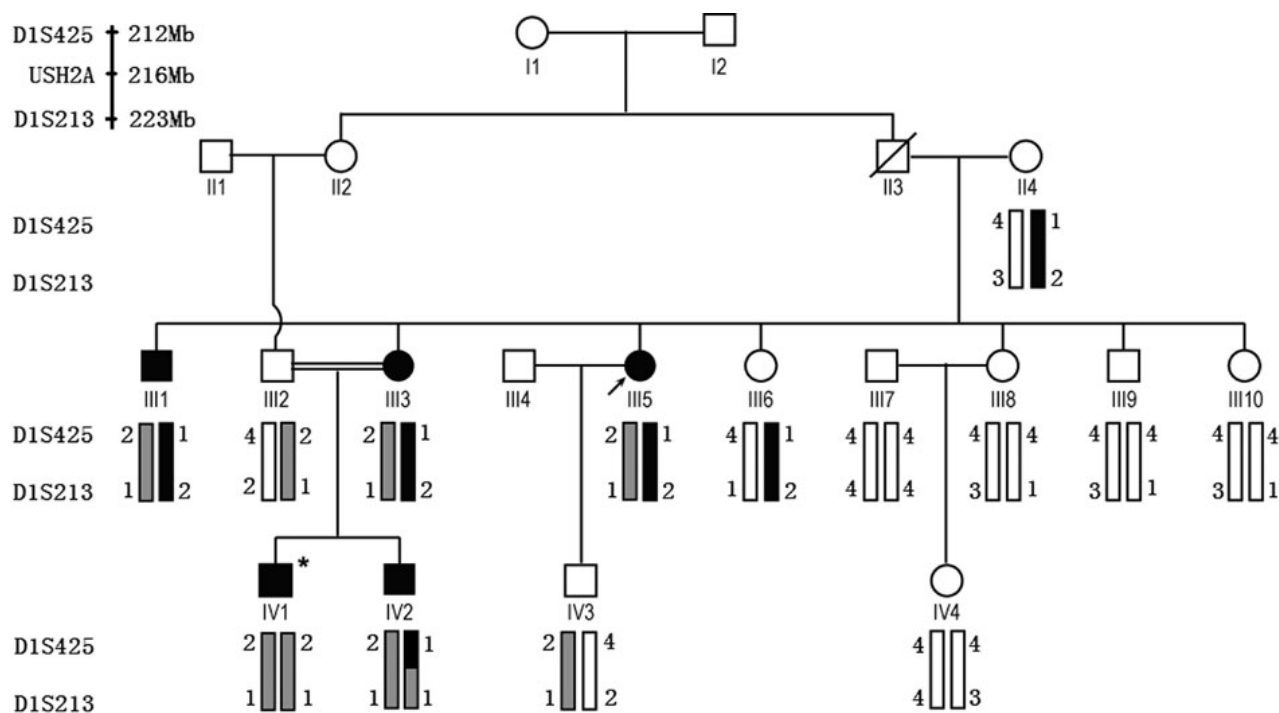 D1S425 212Mb
USH2A 216Mb
D1S213 223Mb
I1 I2
II1 II2 II3 II4
D1S425 4 1
D1S213 3 2
III1 III2 III3 III4 III5 III6 III7 III8 III9 III10
D1S425 2 1 4 2 2 1 2 1 4 1 4 4 4 4 4 4 4 4
D1S213 1 2 2 1 1 2 1 2 1 2 4 4 3 1 3 1 3 1
*
IV1 IV2 IV3 IV4
D1S425 2 2 2 1 2 4 4 4
D1S213 1 1 1 1 1 2 4 3